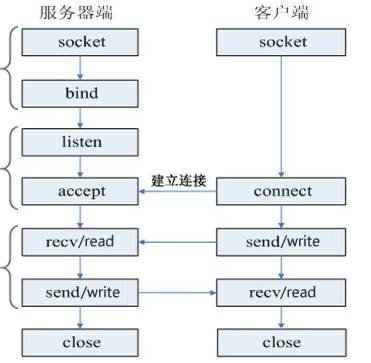 服务器端 客户端
socket socket
bind
listen
建立连接
accept connect
recv/read send/write
send/write recv/read
close close